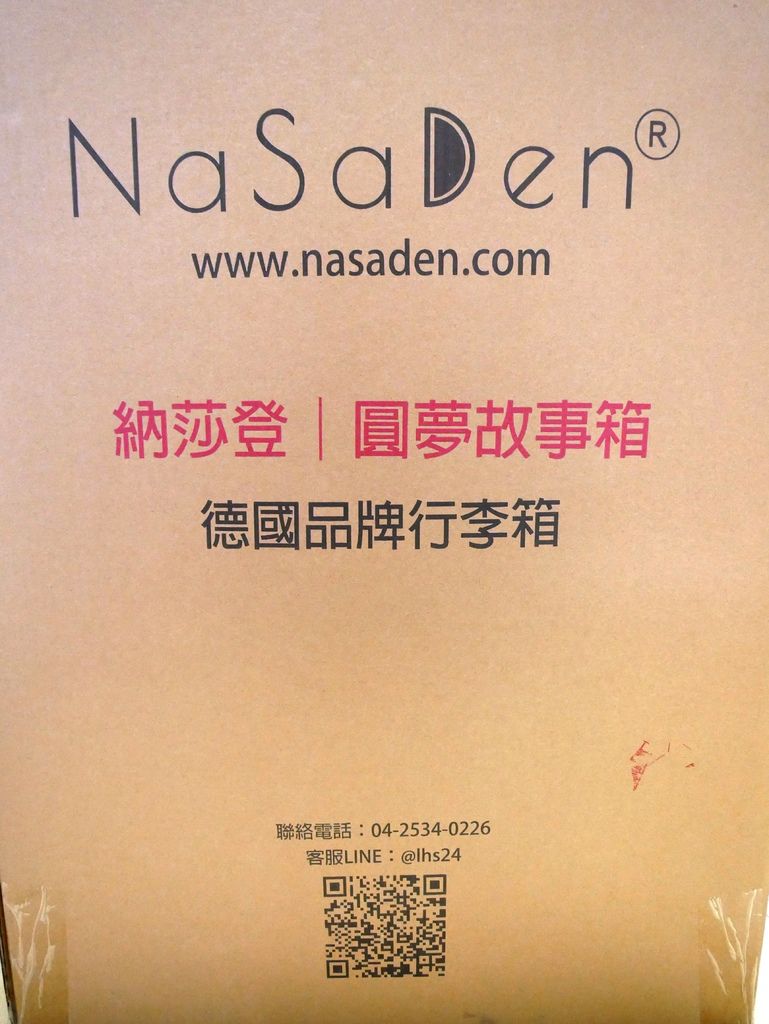 NaSaDen®
www.nasaden.com
納莎登｜圓夢故事箱
德國品牌行李箱
聯絡電話：04-2534-0226
客服LINE：@lhs24